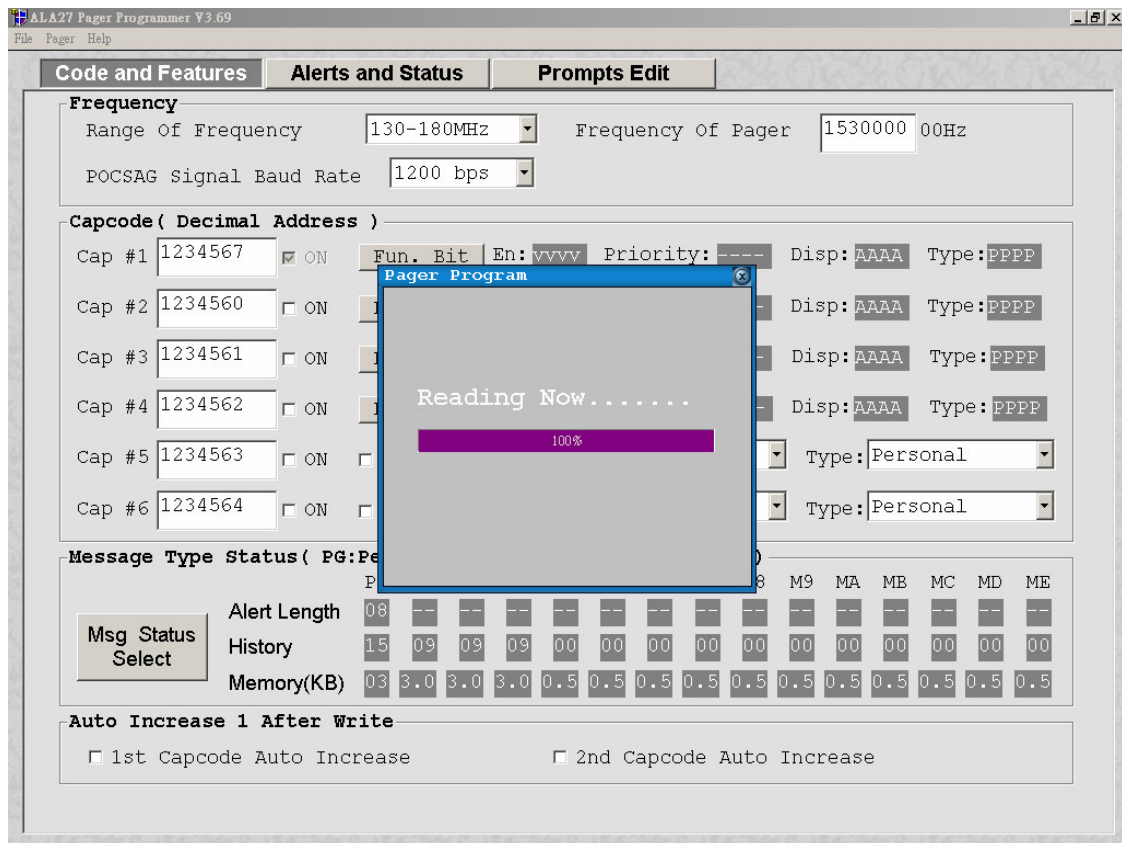 ALA27 Pager Programmer V3.69
File Pager Help
Code and Features Alerts and Status Prompts Edit
Frequency
Range Of Frequency 130-180MHz Frequency Of Pager 1530000 00Hz
POCSAG Signal Baud Rate 1200 bps
Capcode( Decimal Address )
Cap #1 1234567 ON Fun. Bit En:vvvv Priority:---- Disp:AAAA Type:PPPP
Pager Program
Cap #2 1234560 ON - Disp:AAAA Type:PPPP
Cap #3 1234561 ON - Disp:AAAA Type:PPPP
Reading Now.......
Cap #4 1234562 ON - Disp:AAAA Type:PPPP
100%
Cap #5 1234563 ON Type:Personal
Cap #6 1234564 ON Type:Personal
Message Type Status( PG:Pe )
P 8 M9 MA MB MC MD ME
Alert Length 08 -- -- -- -- -- -- -- -- -- -- -- -- -- --
Msg Status Select
History 15 09 09 09 00 00 00 00 00 00 00 00 00 00 00
Memory(KB) 03 3.0 3.0 3.0 0.5 0.5 0.5 0.5 0.5 0.5 0.5 0.5 0.5 0.5 0.5
Auto Increase 1 After Write
1st Capcode Auto Increase 2nd Capcode Auto Increase